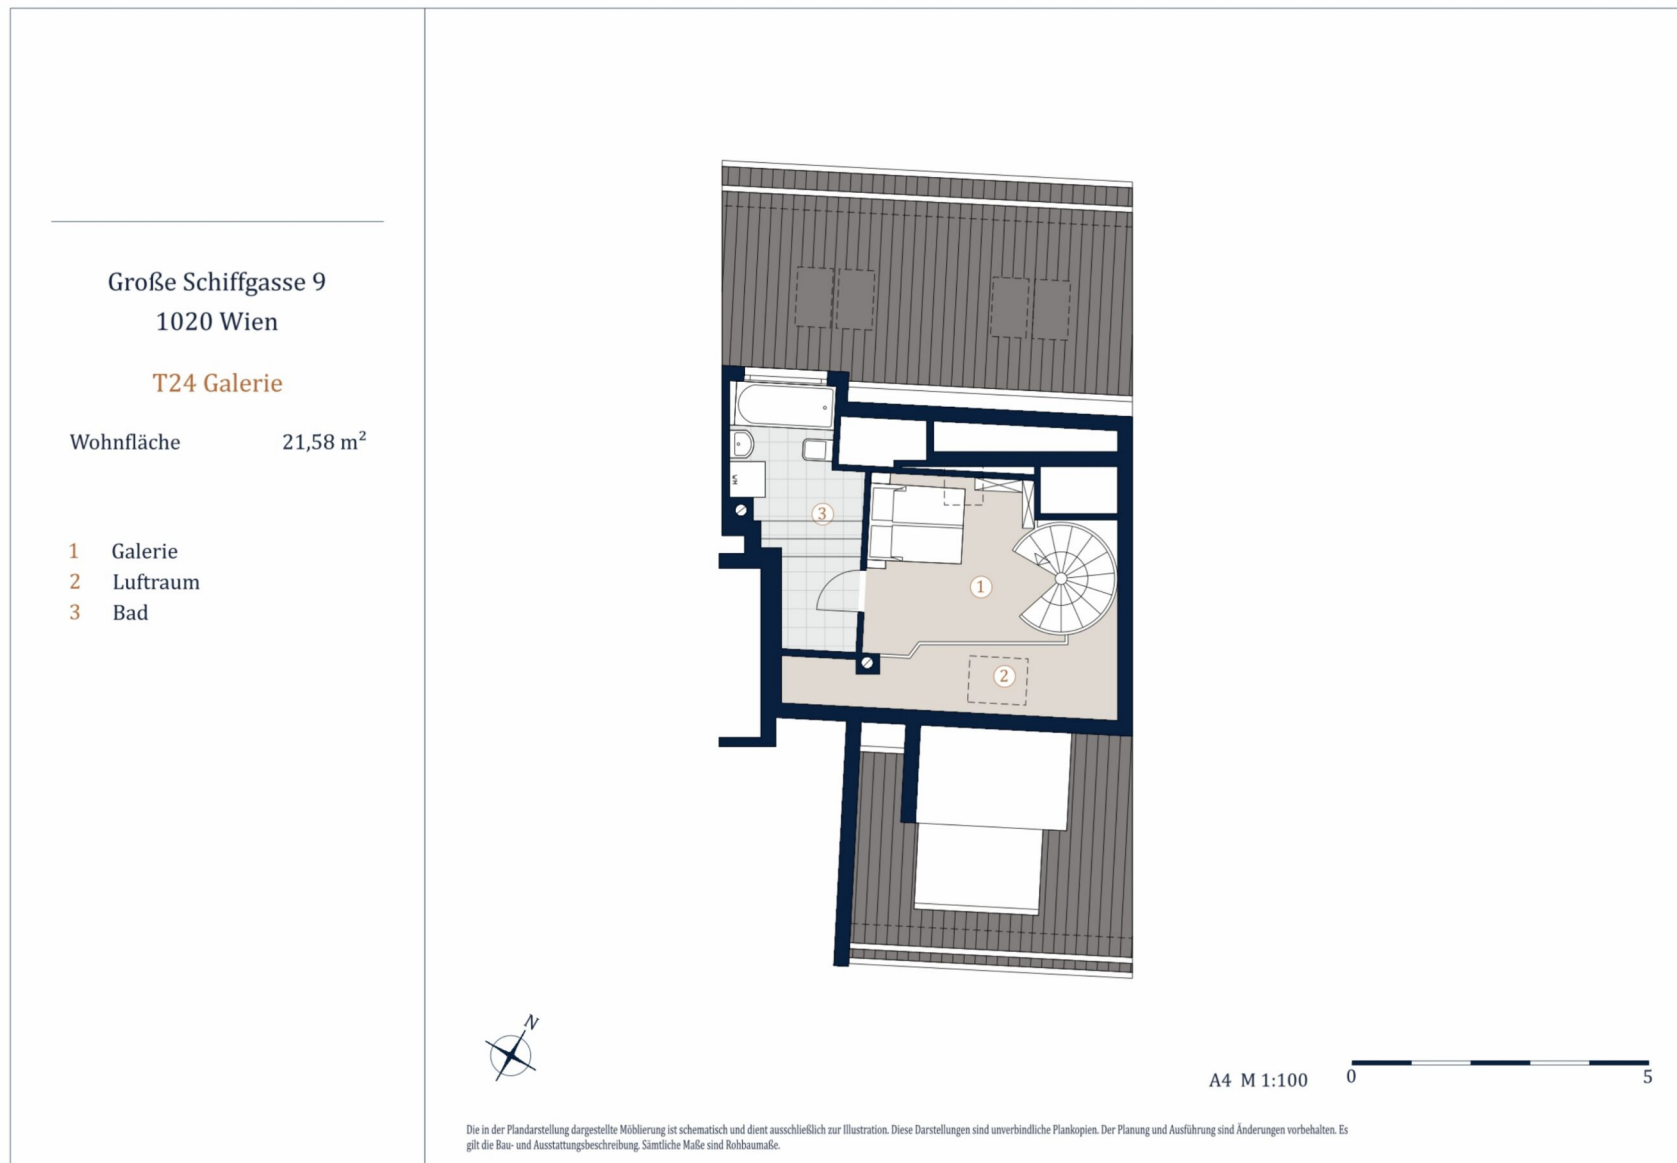 Große Schiffgasse 9
1020 Wien
T24 Galerie
Wohnfläche 21,58 m²
1 Galerie
2 Luftraum
3 Bad
3
WM
1
2
N
A4 M 1:100
0 5
Die in der Plandarstellung dargestellte Möblierung ist schematisch und dient ausschließlich zur Illustration. Diese Darstellungen sind unverbindliche Plankopien. Der Planung und Ausführung sind Änderungen vorbehalten. Es
gilt die Bau- und Ausstattungsbeschreibung. Sämtliche Maße sind Rohbaumaße.